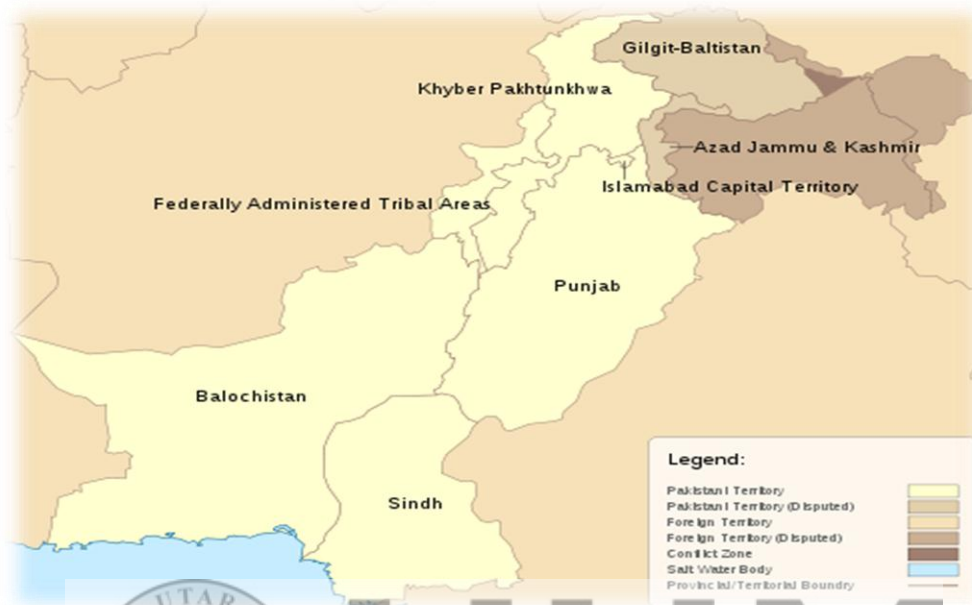 Gilgit-Baltistan
Khyber Pakhtunkhwa
Azad Jammu & Kashmir
Islamabad Capital Territory
Federally Administered Tribal Areas
Punjab
Balochistan
Sindh
Legend:
Pakistani Territory
Pakistani Territory (Disputed)
Foreign Territory
Foreign Territory (Disputed)
Conflict Zone
Salt Water Body
Provincial/Territorial Boundry
UTAR